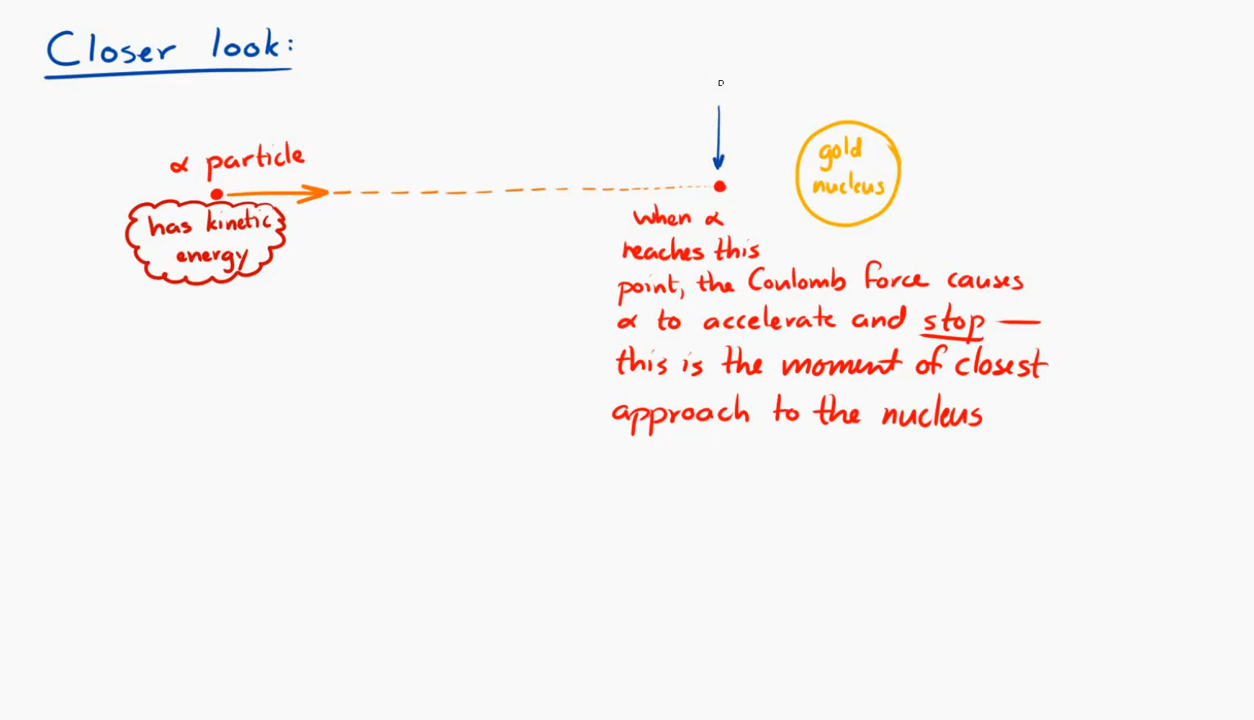 Closer look:
α particle
has kinetic
energy
gold
nucleus
when α
reaches this
point, the Coulomb force causes
α to accelerate and stop —
this is the moment of closest
approach to the nucleus